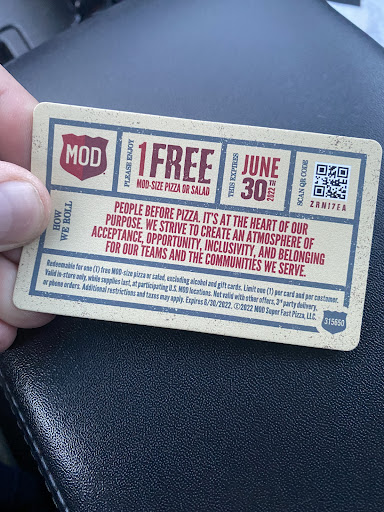 MOD
PLEASE ENJOY
1 FREE
MOD-SIZE PIZZA OR SALAD
THIS EXPIRES
JUNE
30TH
2022
SCAN QR CODE
ZRNI7EA
HOW
WE ROLL
PEOPLE BEFORE PIZZA. IT'S AT THE HEART OF OUR
PURPOSE. WE STRIVE TO CREATE AN ATMOSPHERE OF
ACCEPTANCE, OPPORTUNITY, INCLUSIVITY, AND BELONGING
FOR OUR TEAMS AND THE COMMUNITIES WE SERVE.
Redeemable for one (1) free MOD-size pizza or salad, excluding alcohol and gift cards. Limit one (1) per card and per customer.
Valid in-store only, while supplies last, at participating U.S. MOD locations. Not valid with other offers, 3rd party delivery,
or phone orders. Additional restrictions and taxes may apply. Expires 6/30/2022. ©2022 MOD Super Fast Pizza, LLC.
315650